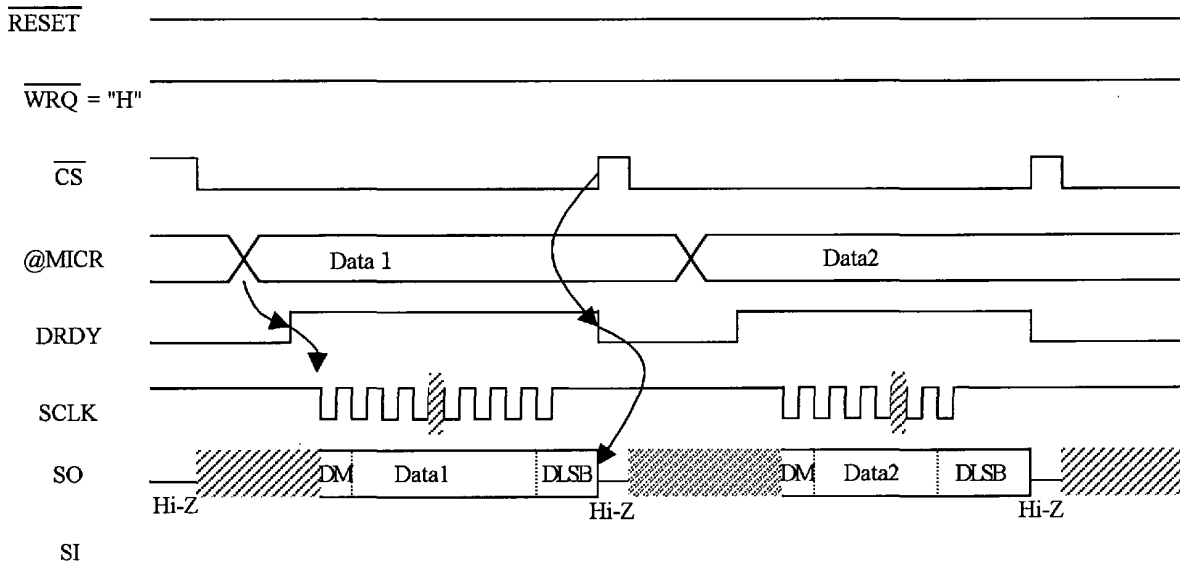 RESET
WRQ = "H"
CS
@MICR Data 1 Data2
DRDY
SCLK
SO DM Data1 DLSB DM Data2 DLSB
Hi-Z Hi-Z Hi-Z
SI